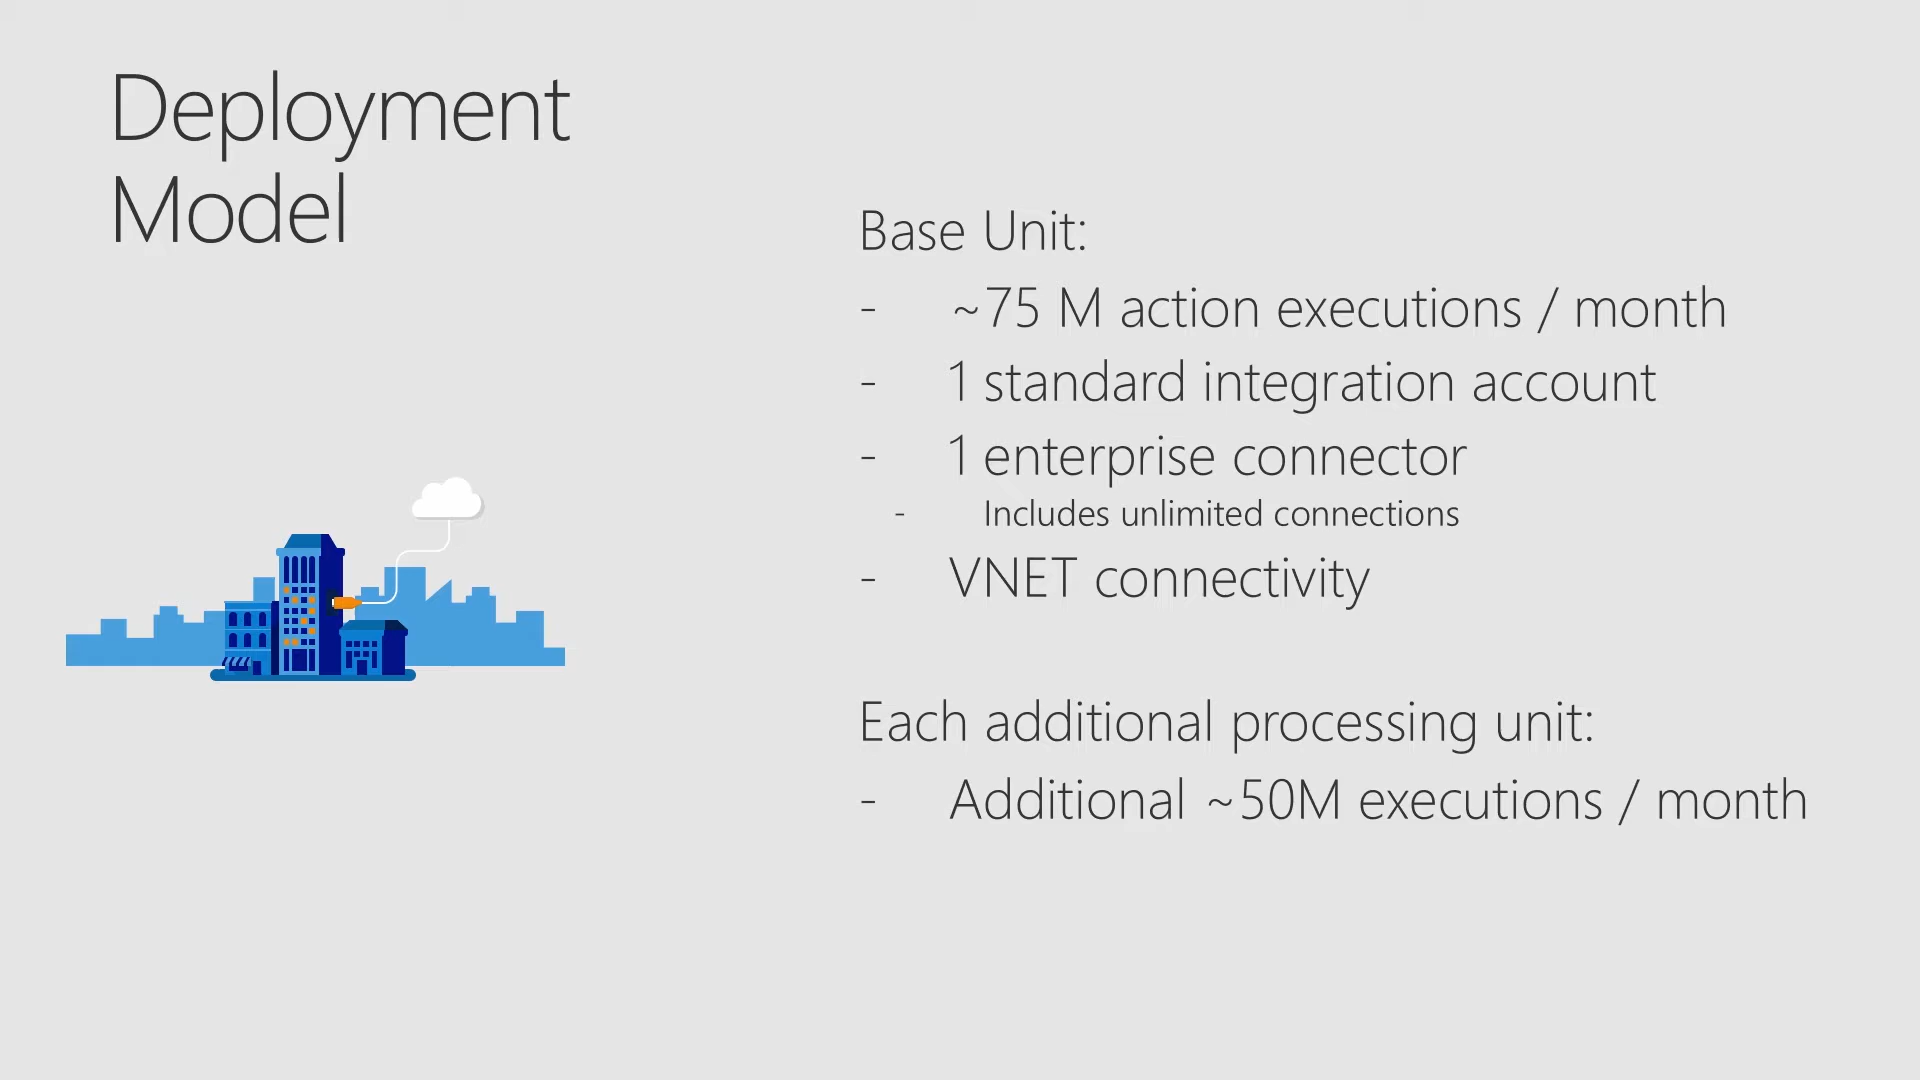 Deployment
Model
Base Unit:
- ~75 M action executions / month
- 1 standard integration account
- 1 enterprise connector
- Includes unlimited connections
- VNET connectivity
Each additional processing unit:
- Additional ~50M executions / month